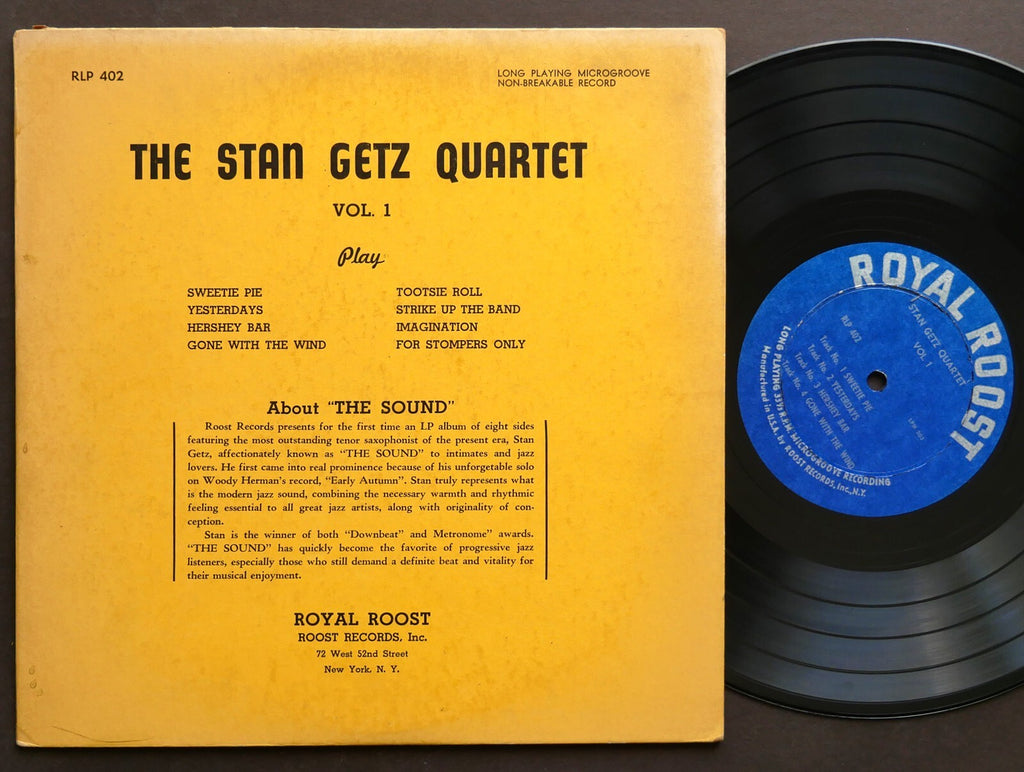 RLP 402
LONG PLAYING MICROGROOVE
NON-BREAKABLE RECORD
THE STAN GETZ QUARTET
VOL. 1
Play
SWEETIE PIE
YESTERDAYS
HERSHEY BAR
GONE WITH THE WIND
TOOTSIE ROLL
STRIKE UP THE BAND
IMAGINATION
FOR STOMPERS ONLY
About "THE SOUND"
Roost Records presents for the first time an LP album of eight sides
featuring the most outstanding tenor saxophonist of the present era, Stan
Getz, affectionately known as "THE SOUND" to intimates and jazz
lovers. He first came into real prominence because of his unforgetable solo
on Woody Herman's record, "Early Autumn". Stan truly represents what
is the modern jazz sound, combining the necessary warmth and rhythmic
feeling essential to all great jazz artists, along with originality of con-
ception.
Stan is the winner of both "Downbeat" and Metronome" awards.
"THE SOUND" has quickly become the favorite of progressive jazz
listeners, especially those who still demand a definite beat and vitality for
their musical enjoyment.
ROYAL ROOST
ROOST RECORDS, Inc.
72 West 52nd Street
New York, N. Y.
ROYAL ROOST
STAN GETZ QUARTET
VOL. 1
RLP 402
Track No. 1 SWEETIE PIE
Track No. 2 YESTERDAYS
Track No. 3 HERSHEY BAR
Track No. 4 GONE WITH THE WIND
LONG PLAYING 33⅓ R.P.M. MICROGROOVE RECORDING
Manufactured in U.S.A. by ROOST RECORDS, Inc., N.Y.